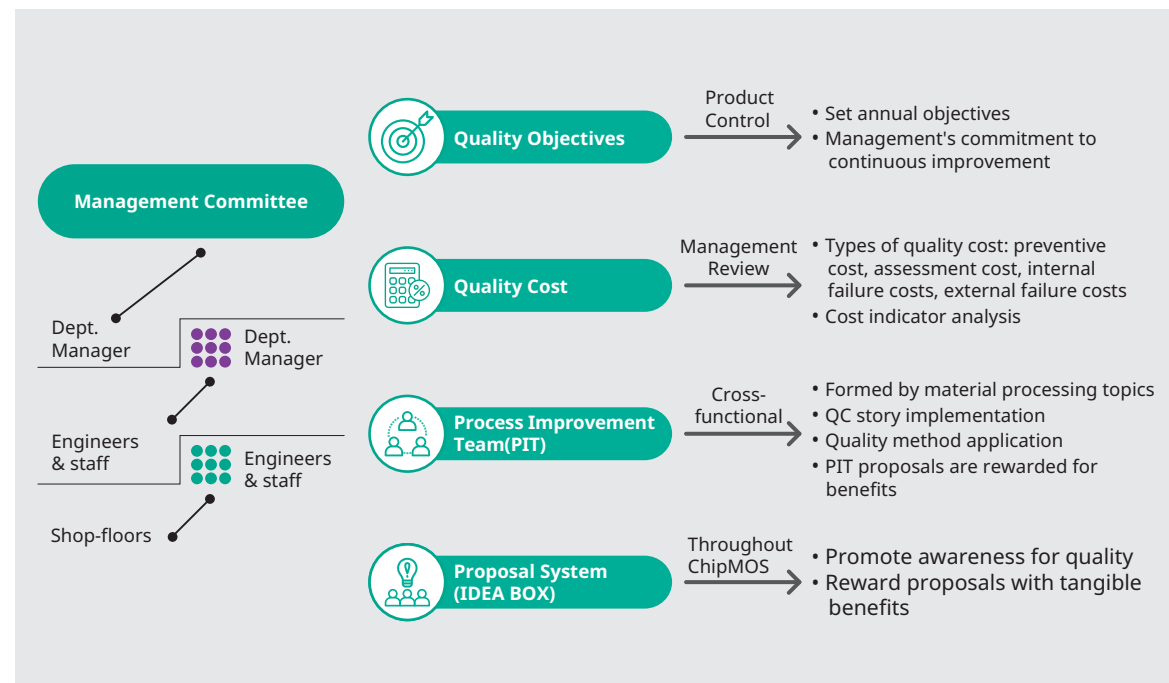 Management Committee
Dept.
Manager
Dept.
Manager
Engineers
& staff
Engineers
& staff
Shop-floors
Quality Objectives
Product
Control
• Set annual objectives
• Management's commitment to
continuous improvement
Quality Cost
Management
Review
• Types of quality cost: preventive
cost, assessment cost, internal
failure costs, external failure costs
• Cost indicator analysis
Process Improvement
Team(PIT)
Cross-
functional
• Formed by material processing topics
• QC story implementation
• Quality method application
• PIT proposals are rewarded for
benefits
Proposal System
(IDEA BOX)
Throughout
ChipMOS
• Promote awareness for quality
• Reward proposals with tangible
benefits
%